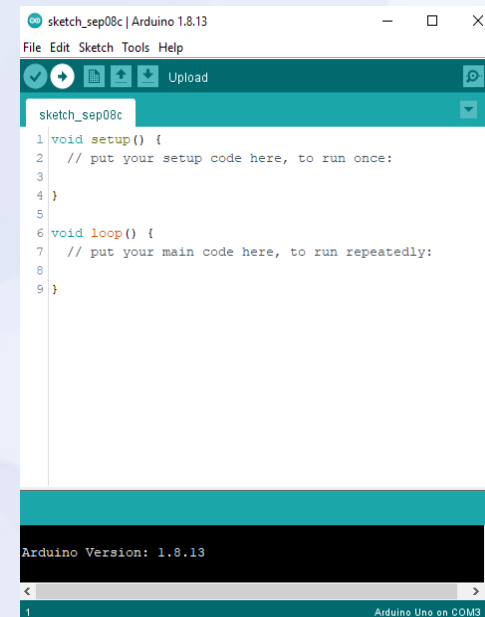 sketch_sep08c | Arduino 1.8.13
File Edit Sketch Tools Help
Upload
sketch_sep08c
1 void setup() {
2 // put your setup code here, to run once:
3
4 }
5
6 void loop() {
7 // put your main code here, to run repeatedly:
8
9 }
Arduino Version: 1.8.13
1 Arduino Uno on COM3